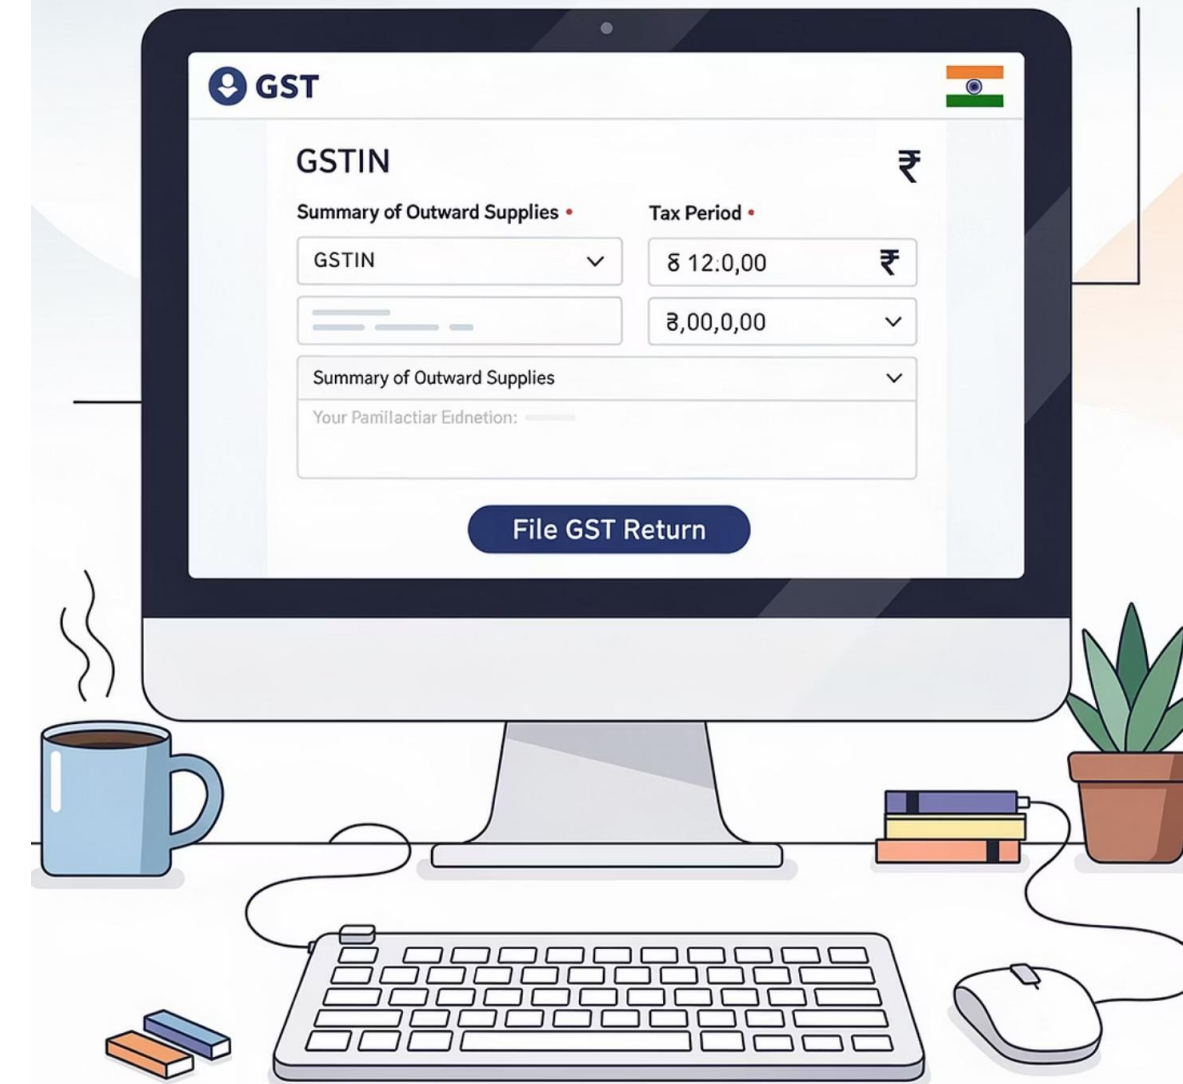 GST
GSTIN
₹
Summary of Outward Supplies •
Tax Period •
GSTIN
12:0,00 ₹
,00,0,00
Summary of Outward Supplies
Your Pamillactiar Eidnetion:
File GST Return